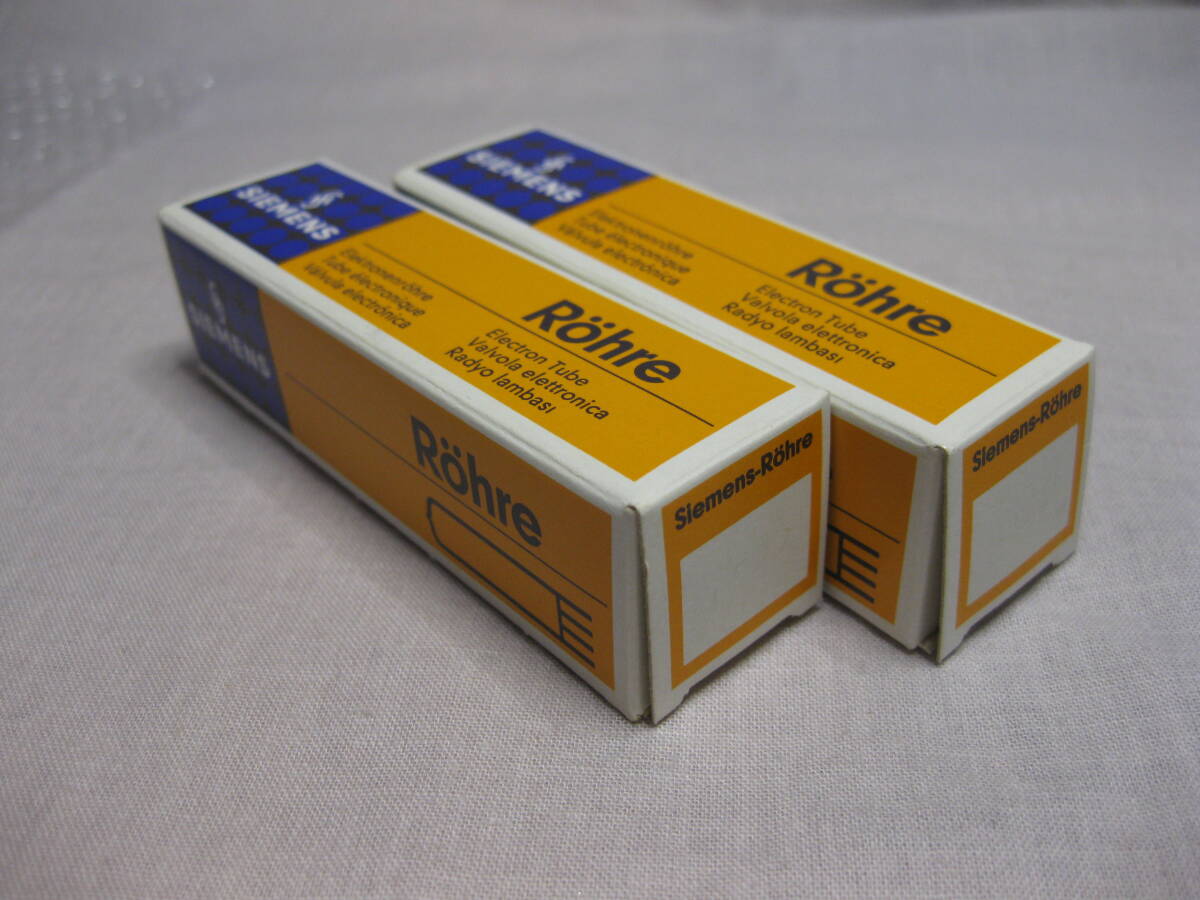 SIEMENS
Elektronenröhre
Tube électronique
Válvula electrónica
Röhre
Electron Tube
Valvola elettronica
Radyo lambası
SIEMENS
Röhre
Siemens-Röhre
SIEMENS
Elektronenröhre
Tube électronique
Válvula electrónica
Röhre
Electron Tube
Valvola elettronica
Radyo lambası
Siemens-Röhre